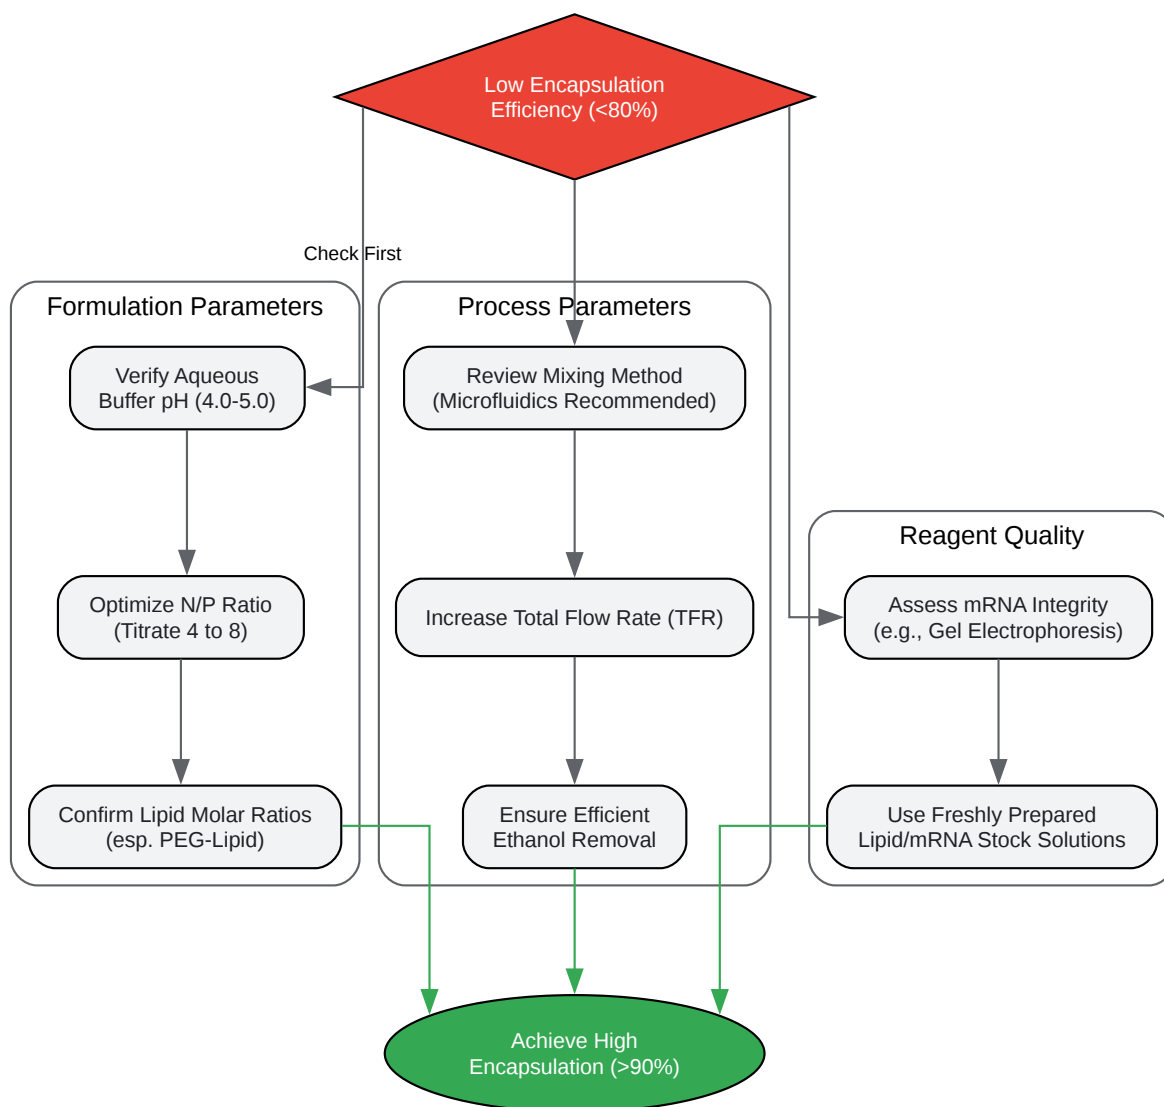 Low Encapsulation
Efficiency (<80%)
Check First
Formulation Parameters
Verify Aqueous
Buffer pH (4.0-5.0)
Optimize N/P Ratio
(Titrate 4 to 8)
Confirm Lipid Molar Ratios
(esp. PEG-Lipid)
Process Parameters
Review Mixing Method
(Microfluidics Recommended)
Increase Total Flow Rate (TFR)
Ensure Efficient
Ethanol Removal
Reagent Quality
Assess mRNA Integrity
(e.g., Gel Electrophoresis)
Use Freshly Prepared
Lipid/mRNA Stock Solutions
Achieve High
Encapsulation (>90%)